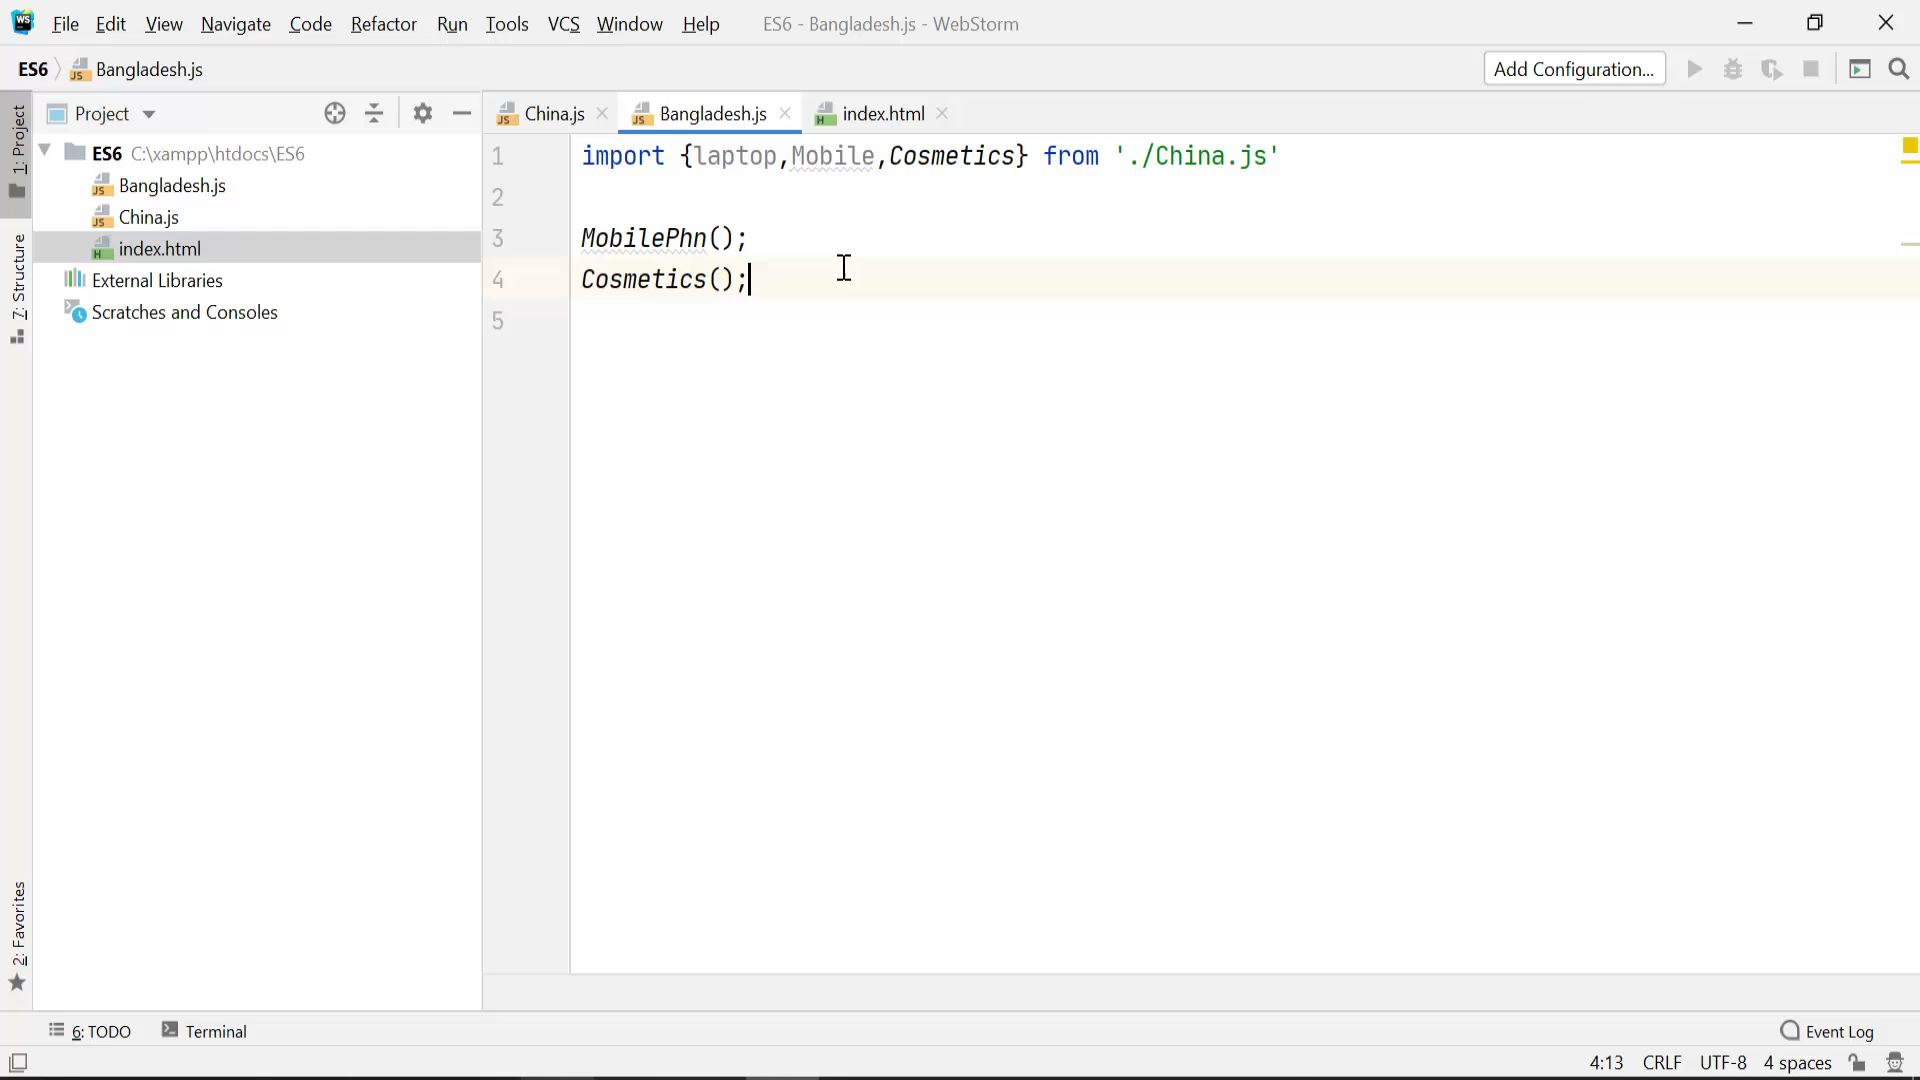 File Edit View Navigate Code Refactor Run Tools VCS Window Help ES6 - Bangladesh.js - WebStorm
ES6 Bangladesh.js Add Configuration...
1: Project
Project
China.js Bangladesh.js index.html
ES6 C:\xampp\htdocs\ES6
Bangladesh.js
China.js
index.html
External Libraries
Scratches and Consoles
7: Structure
2: Favorites
1 import {laptop,Mobile,Cosmetics} from './China.js'
2
3 MobilePhn();
4 Cosmetics();
5
6: TODO Terminal Event Log
4:13 CRLF UTF-8 4 spaces